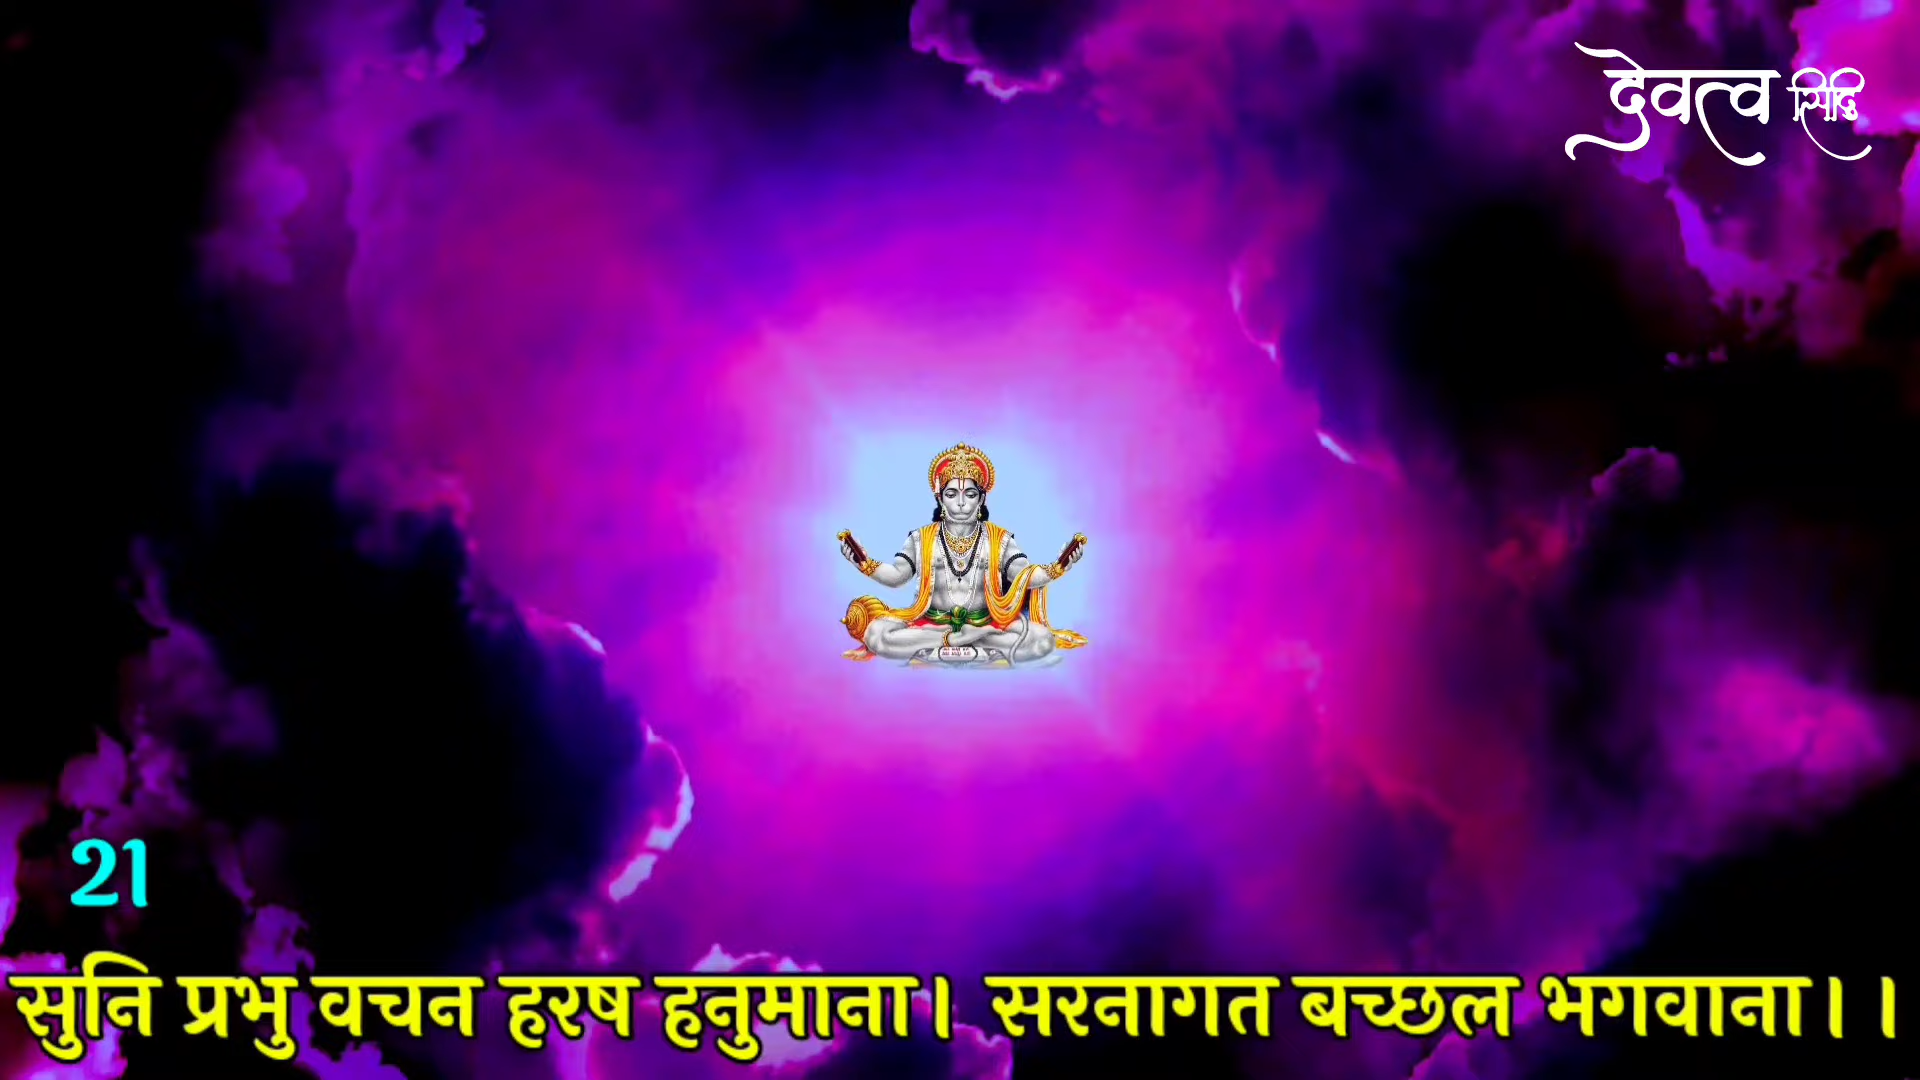 देवत्व सिद्धि
21
सुनि प्रभु वचन हरष हनुमाना। सरनागत बच्छल भगवाना।।